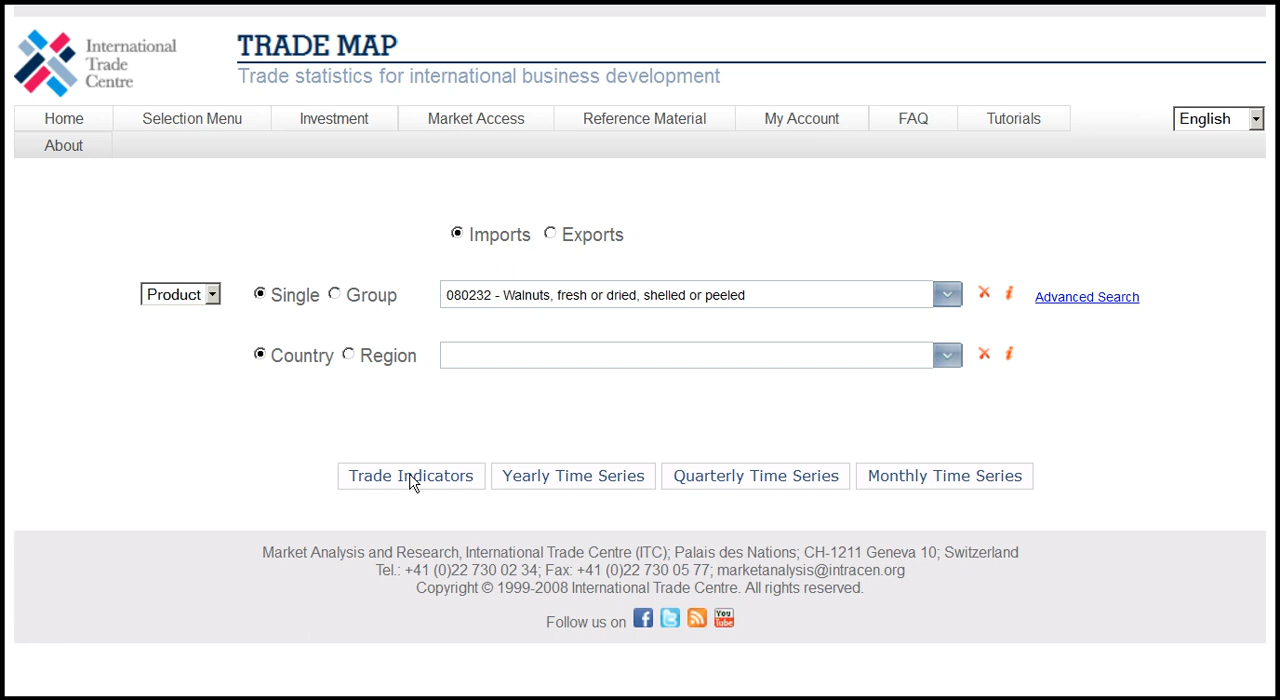 International
Trade
Centre
TRADE MAP
Trade statistics for international business development
Home Selection Menu Investment Market Access Reference Material My Account FAQ Tutorials English
About
Imports Exports
Product Single Group 080232 - Walnuts, fresh or dried, shelled or peeled i Advanced Search
Country Region i
Trade Indicators Yearly Time Series Quarterly Time Series Monthly Time Series
Market Analysis and Research, International Trade Centre (ITC); Palais des Nations; CH-1211 Geneva 10; Switzerland
Tel.: +41 (0)22 730 02 34; Fax: +41 (0)22 730 05 77; marketanalysis@intracen.org
Copyright © 1999-2008 International Trade Centre. All rights reserved.
Follow us on f t You Tube